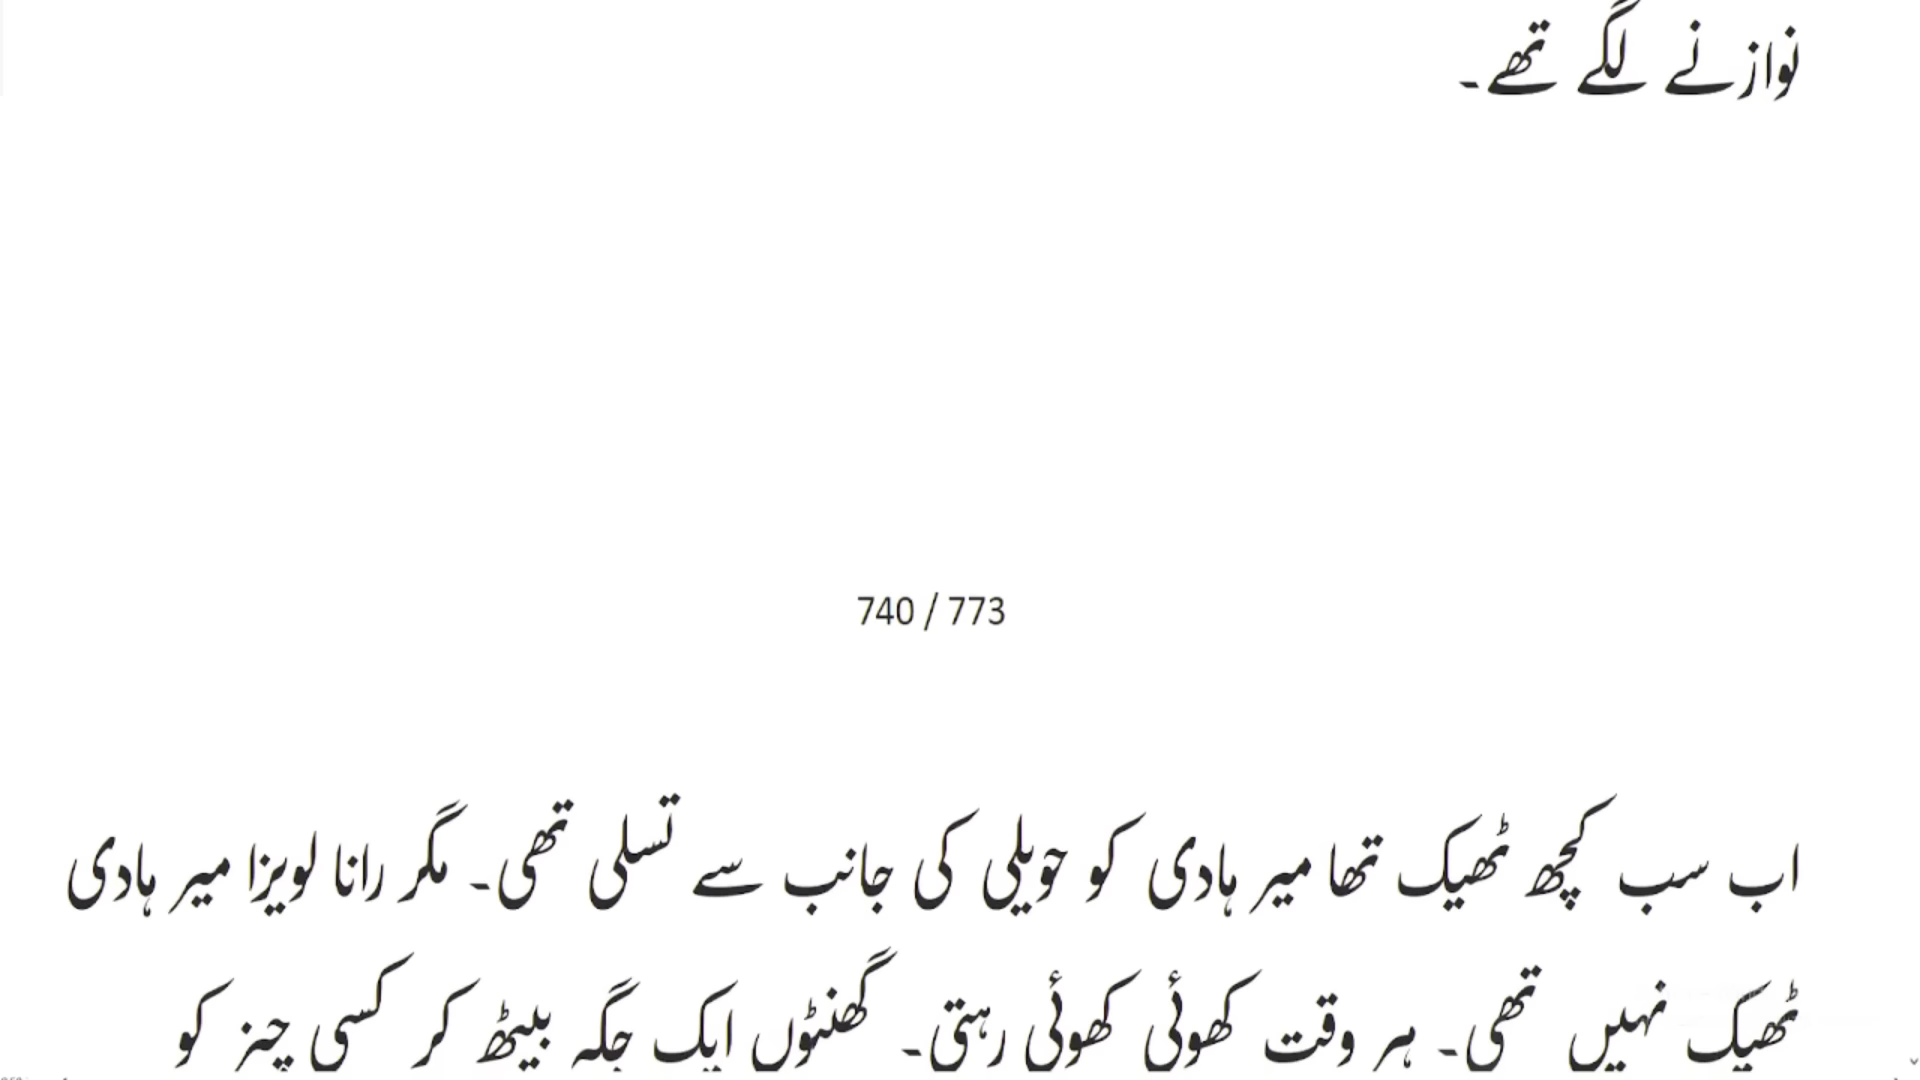 نوازنے لگے تھے۔
740 / 773
اب سب کچھ ٹھیک تھا میر ہادی کو حویلی کی جانب سے تسلی تھی۔ مگر رانا لویزا میر ہادی
ٹھیک نہیں تھی۔ ہر وقت کھوئی کھوئی رہتی۔ گھنٹوں ایک جگہ بیٹھ کر کسی چیز کو